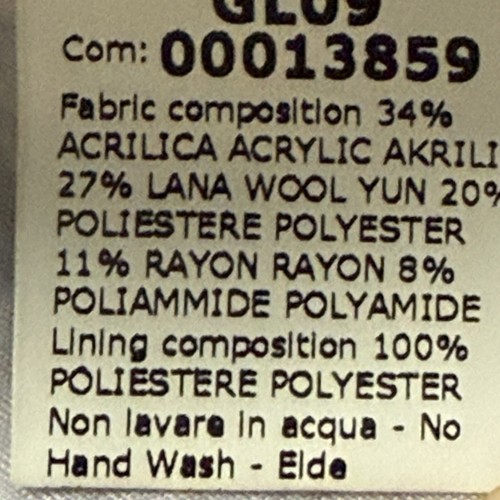 GL09
Com: 00013859
Fabric composition 34%
ACRILICA ACRYLIC AKRILI
27% LANA WOOL YUN 20%
POLIESTERE POLYESTER
11% RAYON RAYON 8%
POLIAMMIDE POLYAMIDE
Lining composition 100%
POLIESTERE POLYESTER
Non lavare in acqua - No
Hand Wash - Elde